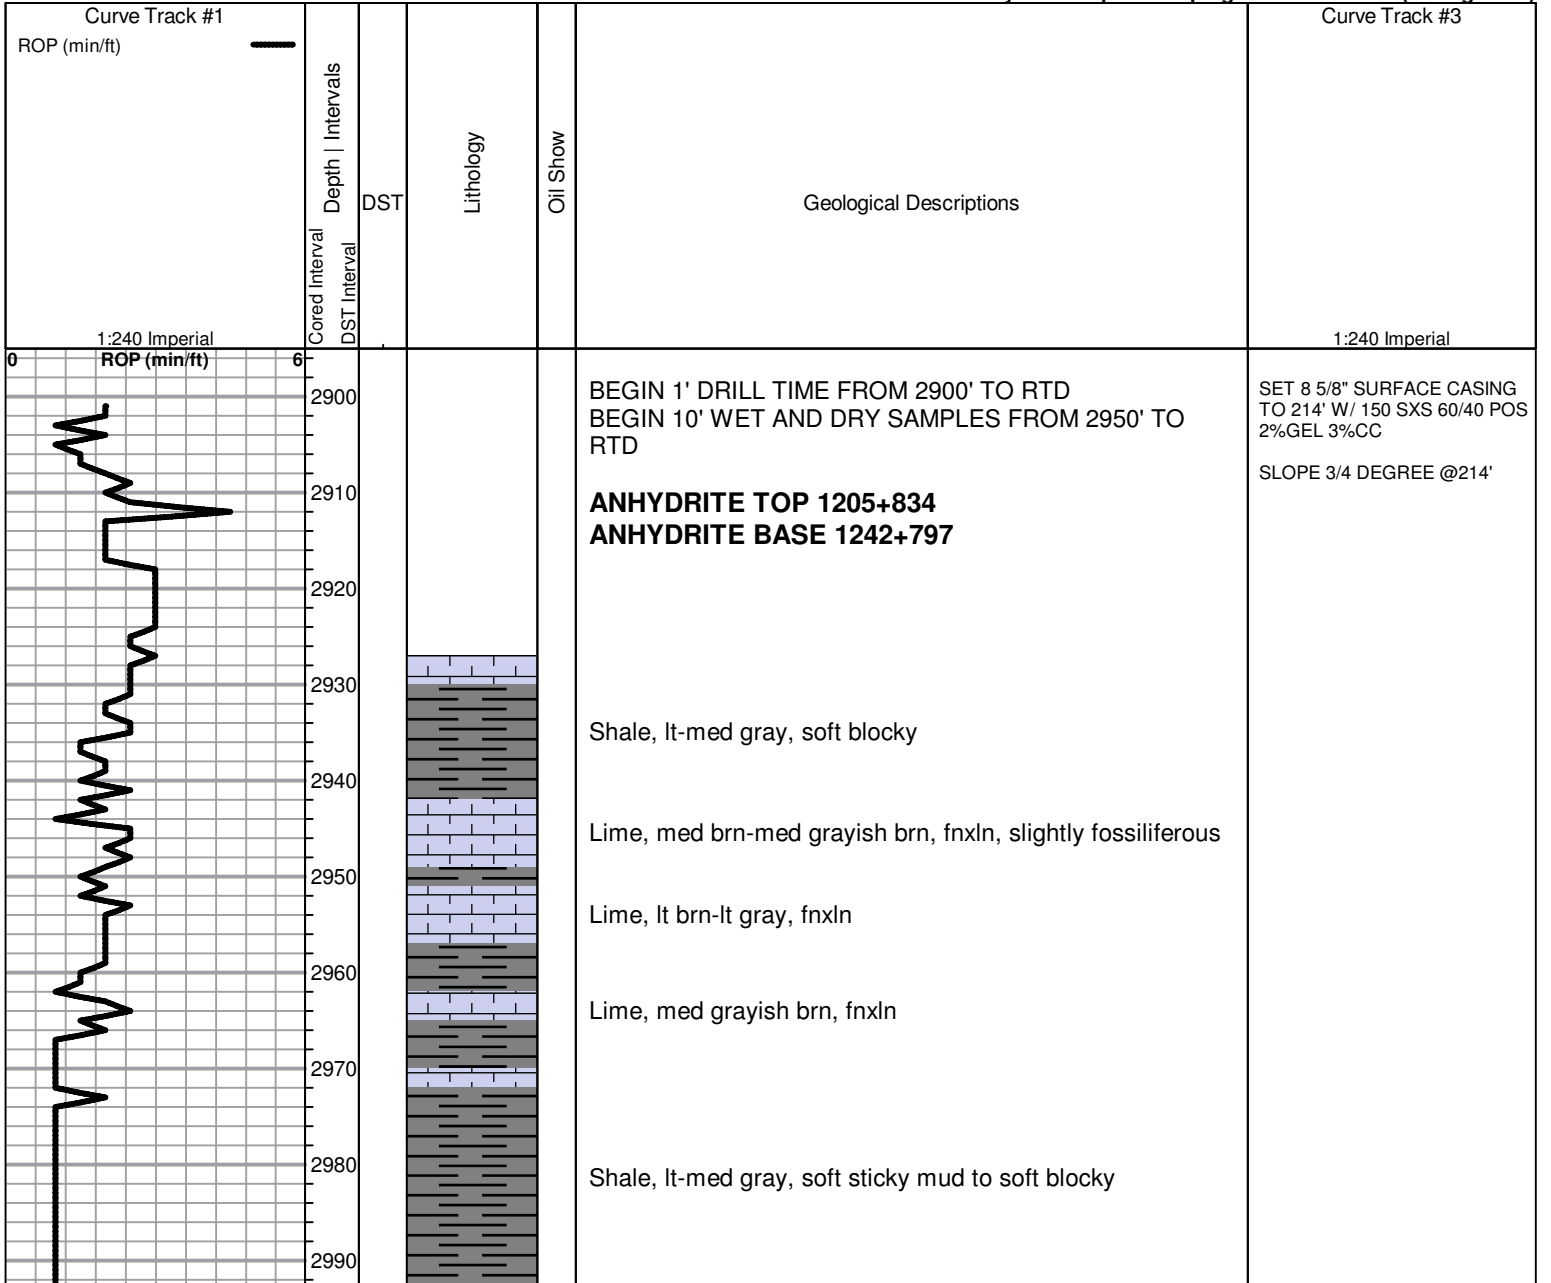 Curve Track #1
ROP (min/ft)
1:240 Imperial
Depth | Intervals
Cored Interval
DST Interval
DST
Lithology
Oil Show
Geological Descriptions
Curve Track #3
1:240 Imperial
0 ROP (min/ft) 6
2900
2910
2920
2930
2940
2950
2960
2970
2980
2990
BEGIN 1' DRILL TIME FROM 2900' TO RTD
BEGIN 10' WET AND DRY SAMPLES FROM 2950' TO
RTD
ANHYDRITE TOP 1205+834
ANHYDRITE BASE 1242+797
Shale, lt-med gray, soft blocky
Lime, med brn-med grayish brn, fnxln, slightly fossiliferous
Lime, lt brn-lt gray, fnxln
Lime, med grayish brn, fnxln
Shale, lt-med gray, soft sticky mud to soft blocky
SET 8 5/8" SURFACE CASING
TO 214' W/ 150 SXS 60/40 POS
2%GEL 3%CC
SLOPE 3/4 DEGREE @214'